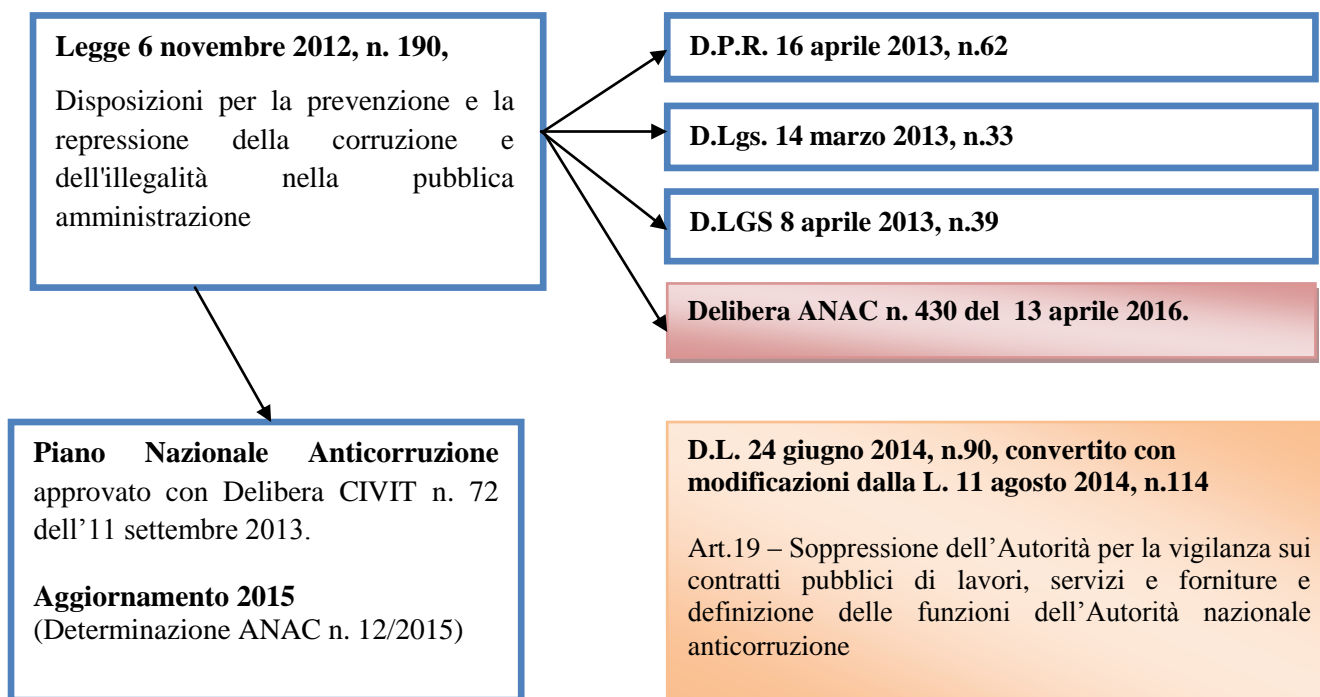 Legge 6 novembre 2012, n. 190,
Disposizioni per la prevenzione e la
repressione della corruzione e
dell'illegalità nella pubblica
amministrazione
D.P.R. 16 aprile 2013, n.62
D.Lgs. 14 marzo 2013, n.33
D.LGS 8 aprile 2013, n.39
Delibera ANAC n. 430 del 13 aprile 2016.
Piano Nazionale Anticorruzione
approvato con Delibera CIVIT n. 72
dell’11 settembre 2013.
Aggiornamento 2015
(Determinazione ANAC n. 12/2015)
D.L. 24 giugno 2014, n.90, convertito con
modificazioni dalla L. 11 agosto 2014, n.114
Art.19 – Soppressione dell’Autorità per la vigilanza sui
contratti pubblici di lavori, servizi e forniture e
definizione delle funzioni dell’Autorità nazionale
anticorruzione